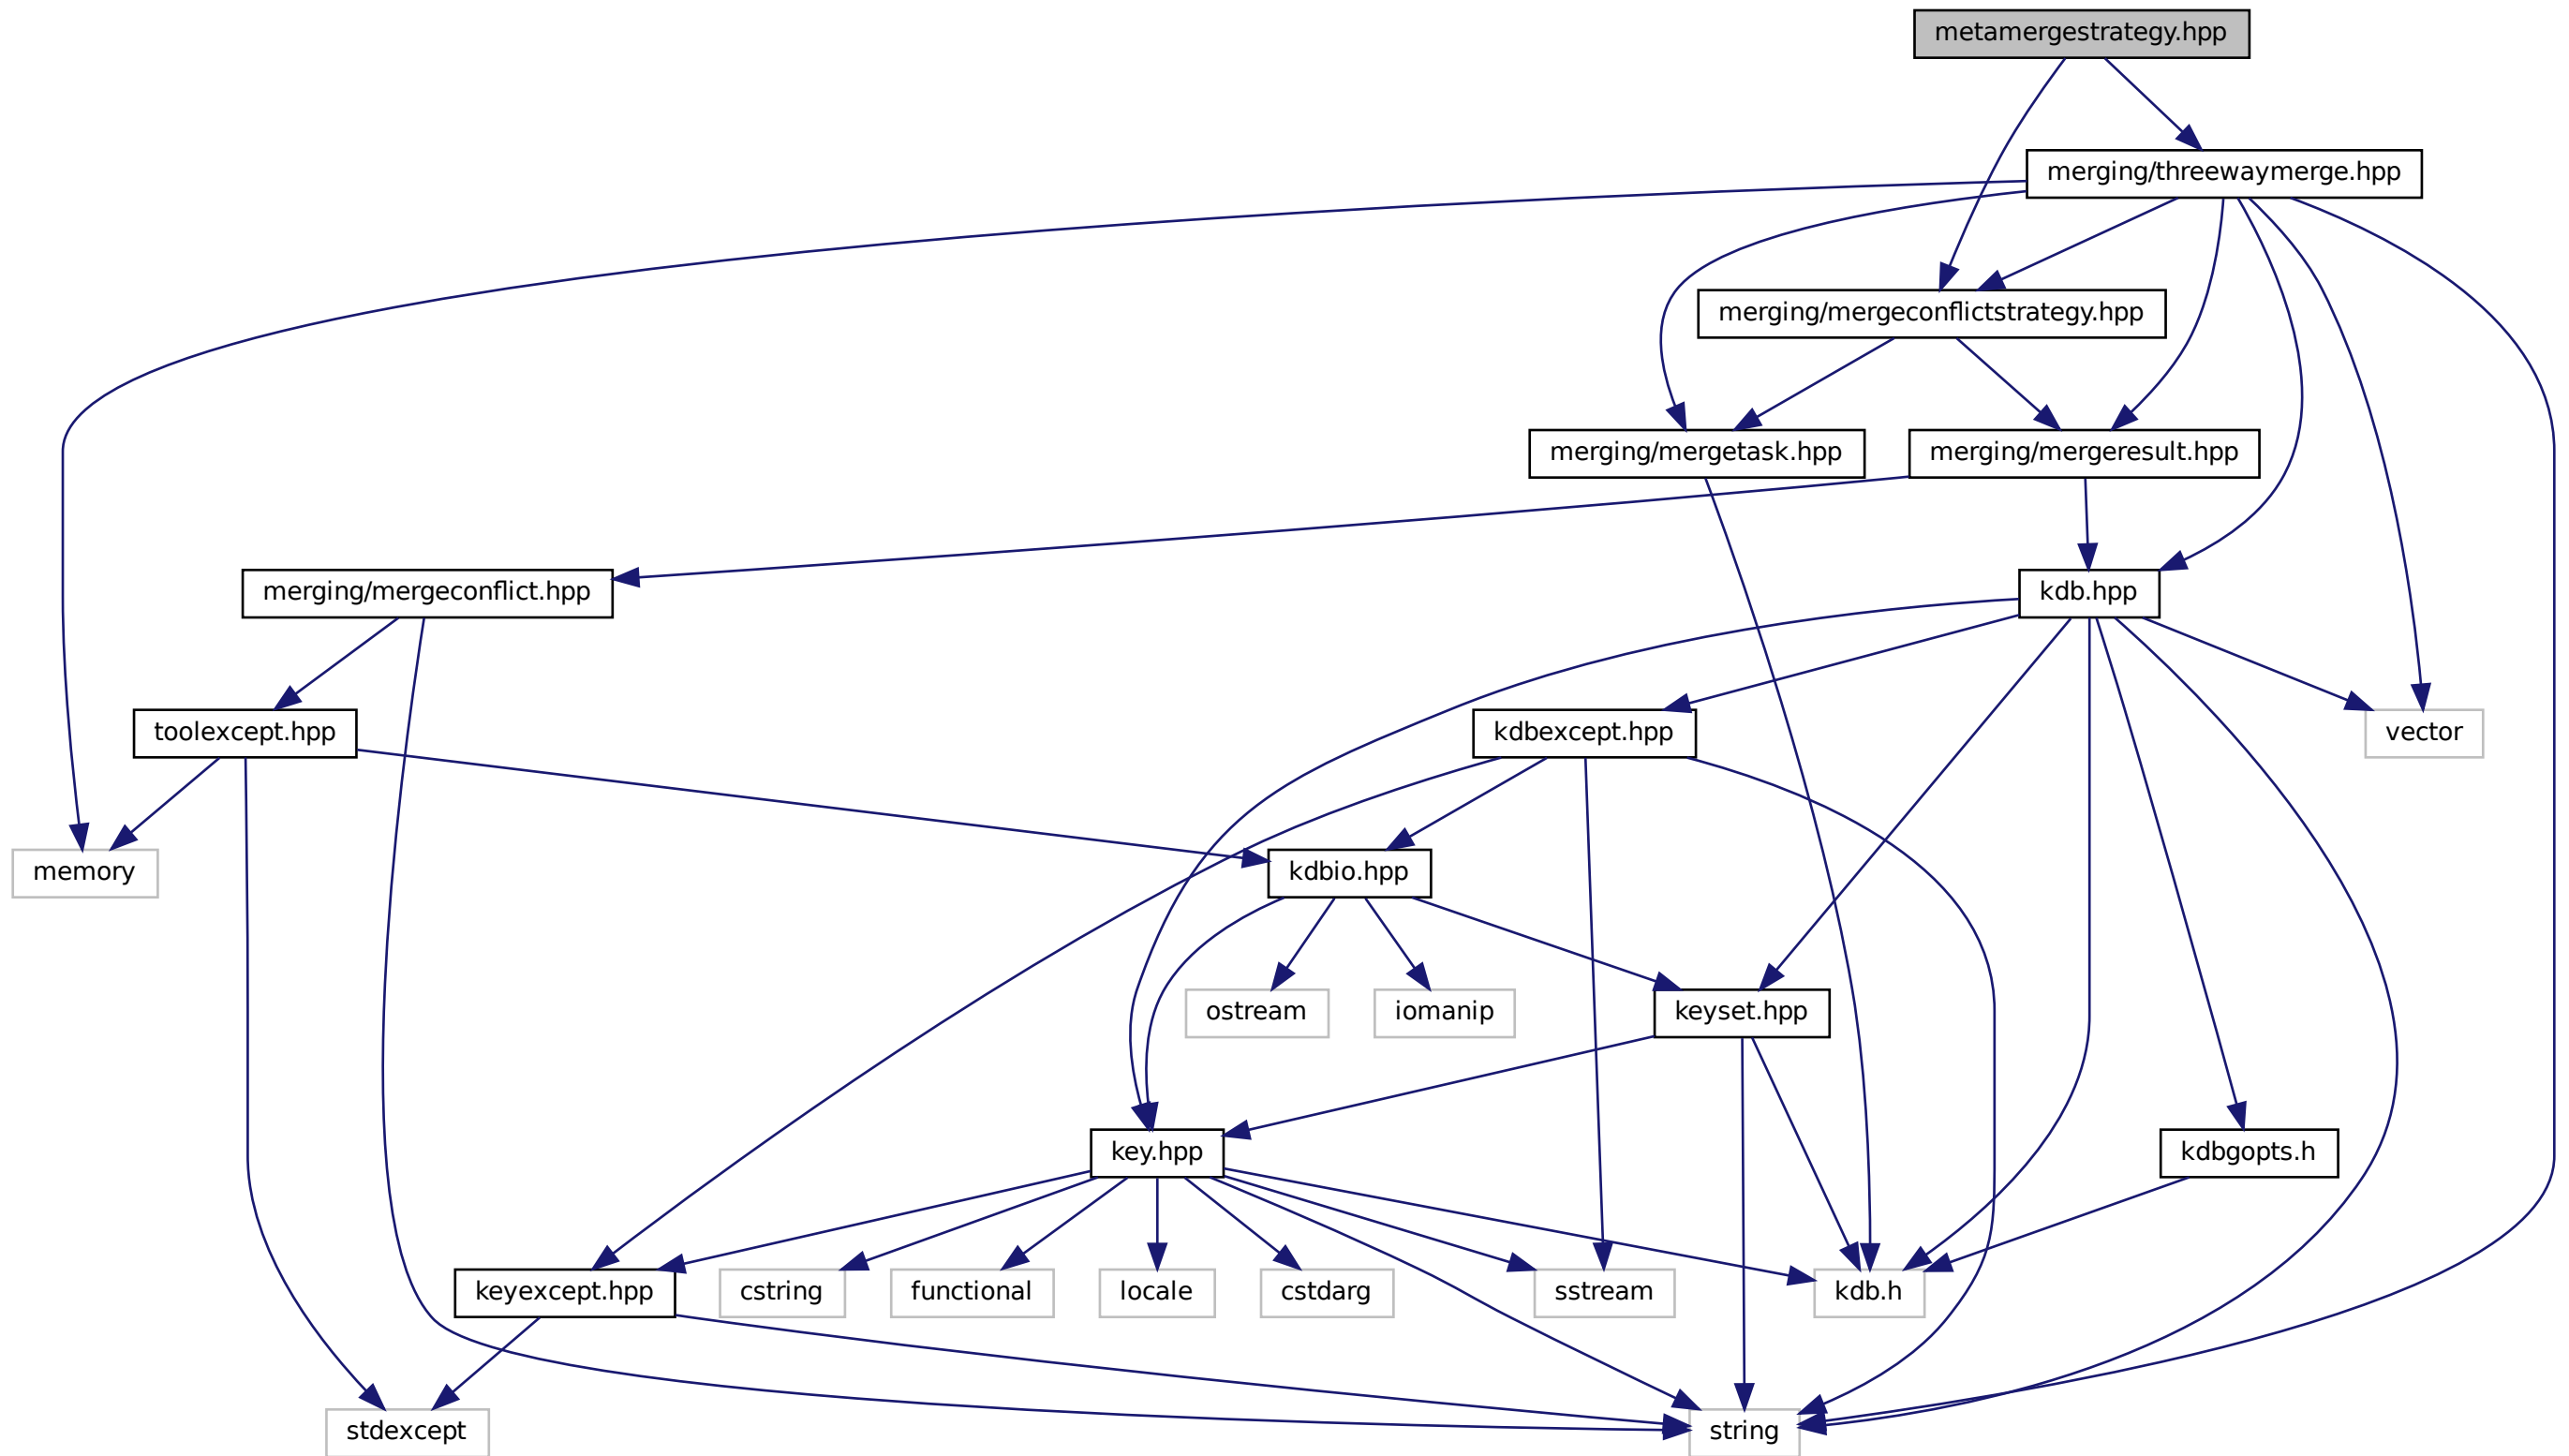 metamergestrategy.hpp
merging/threewaymerge.hpp
merging/mergeconflictstrategy.hpp
merging/mergetask.hpp
merging/mergeresult.hpp
merging/mergeconflict.hpp
kdb.hpp
toolexcept.hpp
kdbexcept.hpp
vector
memory
kdbio.hpp
ostream
iomanip
keyset.hpp
key.hpp
kdbgopts.h
keyexcept.hpp
cstring
functional
locale
cstdarg
sstream
kdb.h
stdexcept
string